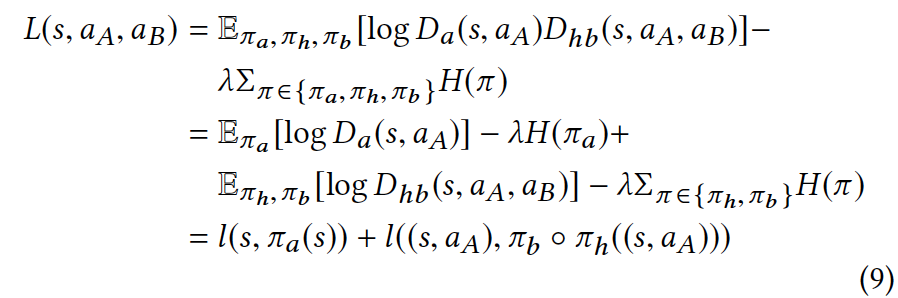 L(s, a_A, a_B) = 𝔼_{π_a, π_h, π_b}[log D_a(s, a_A)D_{hb}(s, a_A, a_B)]−
λΣ_{π∈{π_a, π_h, π_b}}H(π)
= 𝔼_{π_a}[log D_a(s, a_A)] − λH(π_a)+
𝔼_{π_h, π_b}[log D_{hb}(s, a_A, a_B)] − λΣ_{π∈{π_h, π_b}}H(π)
= l(s, π_a(s)) + l((s, a_A), π_b ∘ π_h((s, a_A)))
(9)